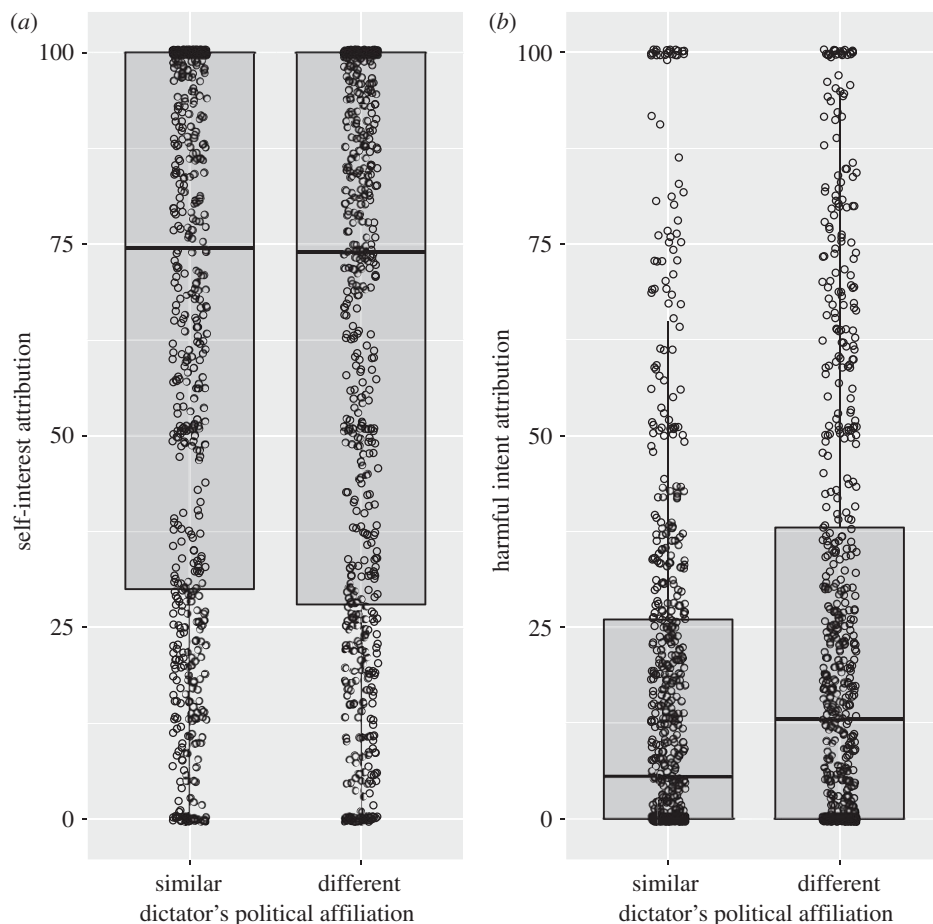 (a)
100
75
50
25
0
self-interest attribution
similar
different
dictator's political affiliation
(b)
100
75
50
25
0
harmful intent attribution
similar
different
dictator's political affiliation